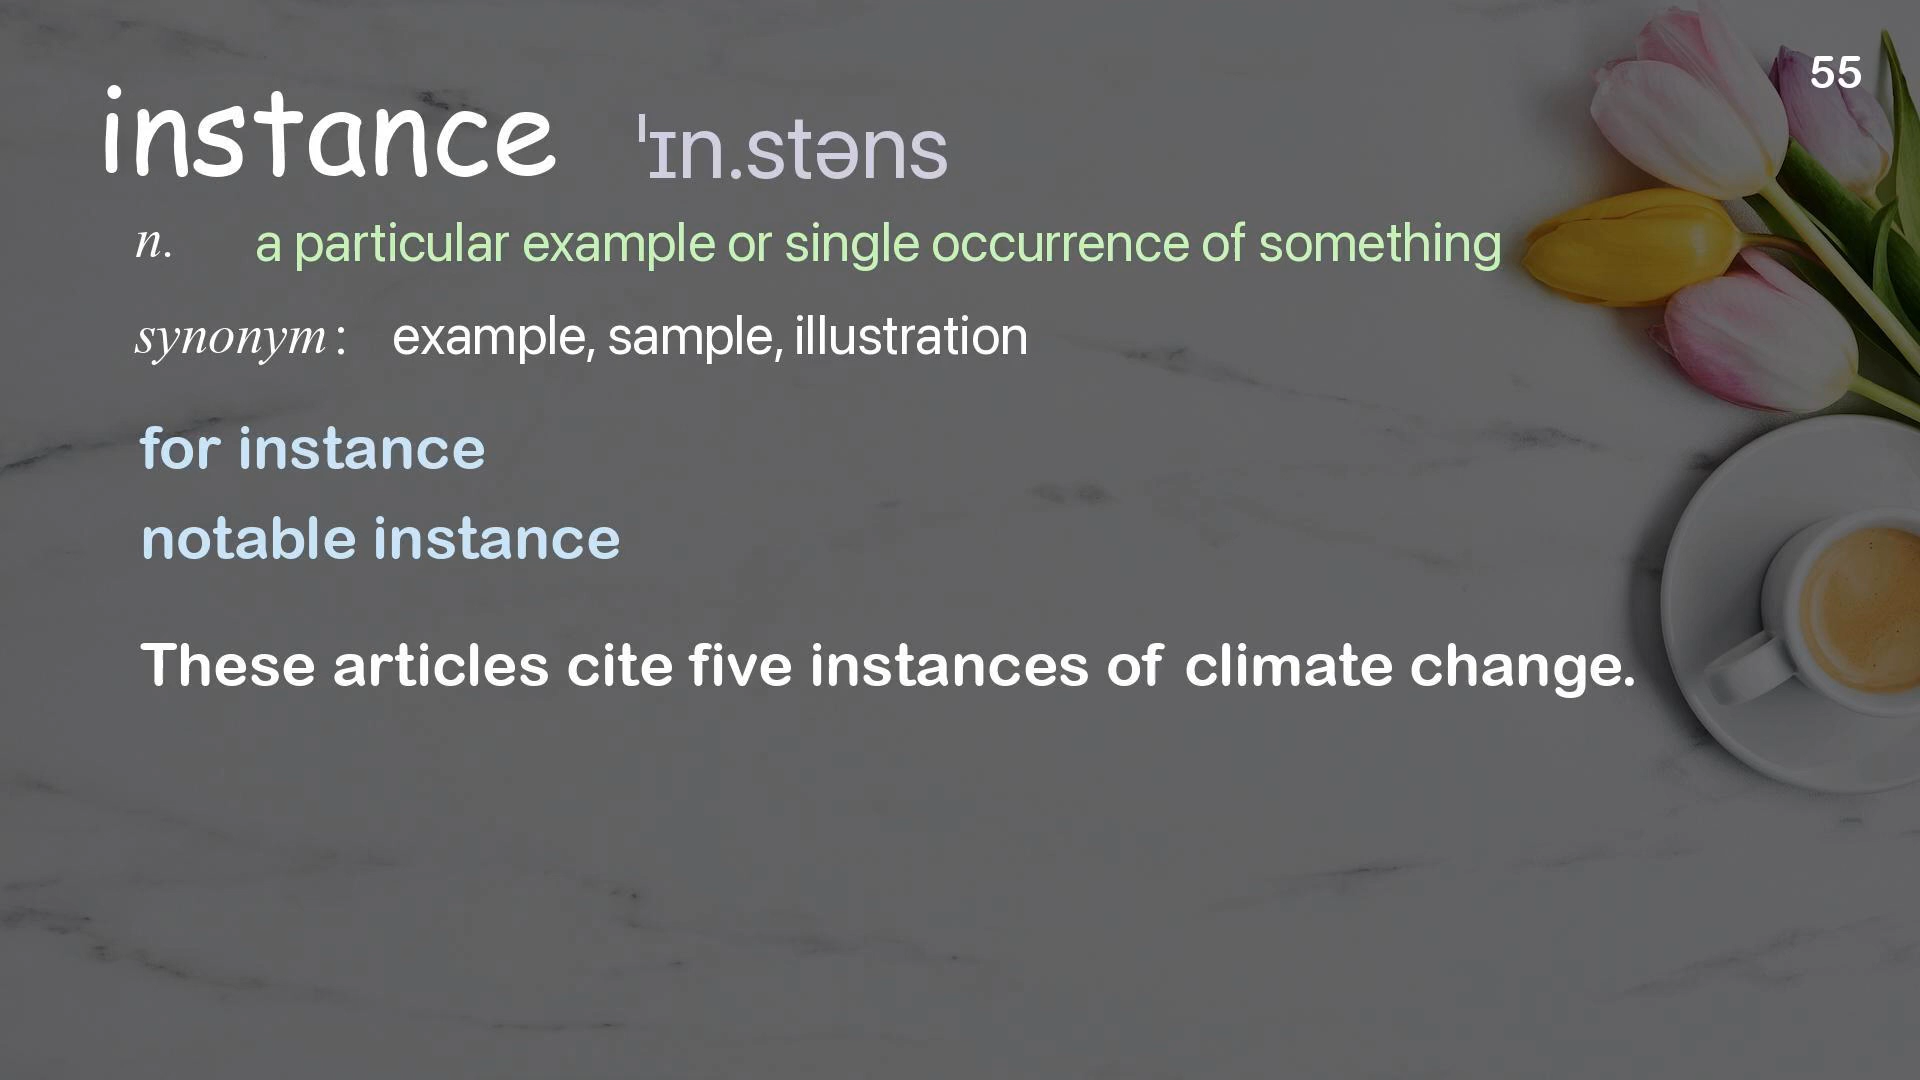 55
instance ˈɪn.stəns
n. a particular example or single occurrence of something
synonym: example, sample, illustration
for instance
notable instance
These articles cite five instances of climate change.